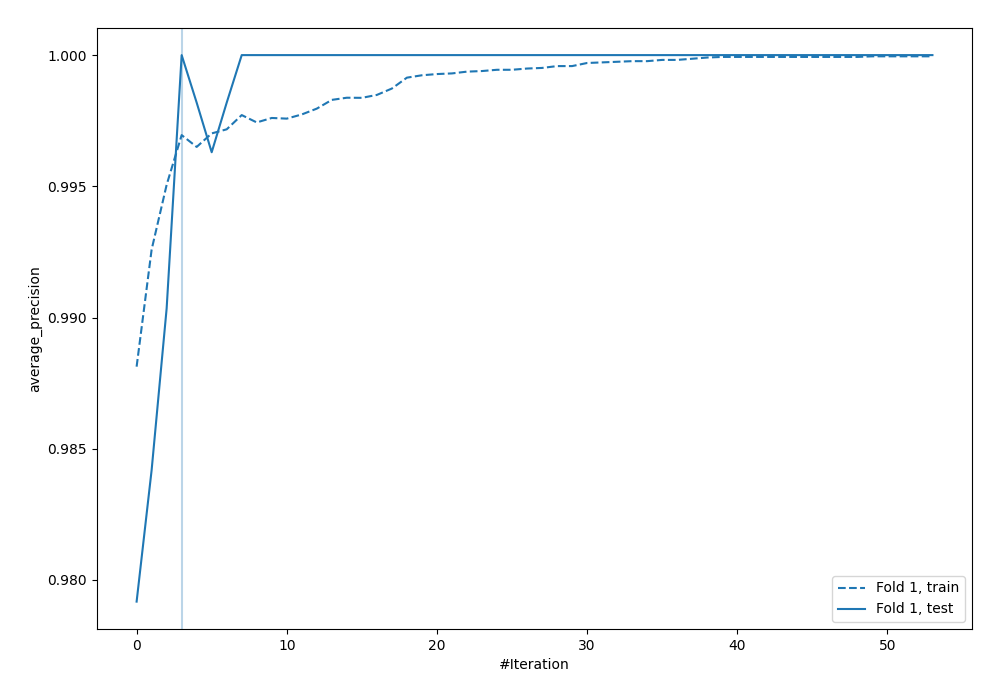 1.000
0.995
0.990
0.985
0.980
average_precision
0 10 20 30 40 50
#Iteration
Fold 1, train
Fold 1, test